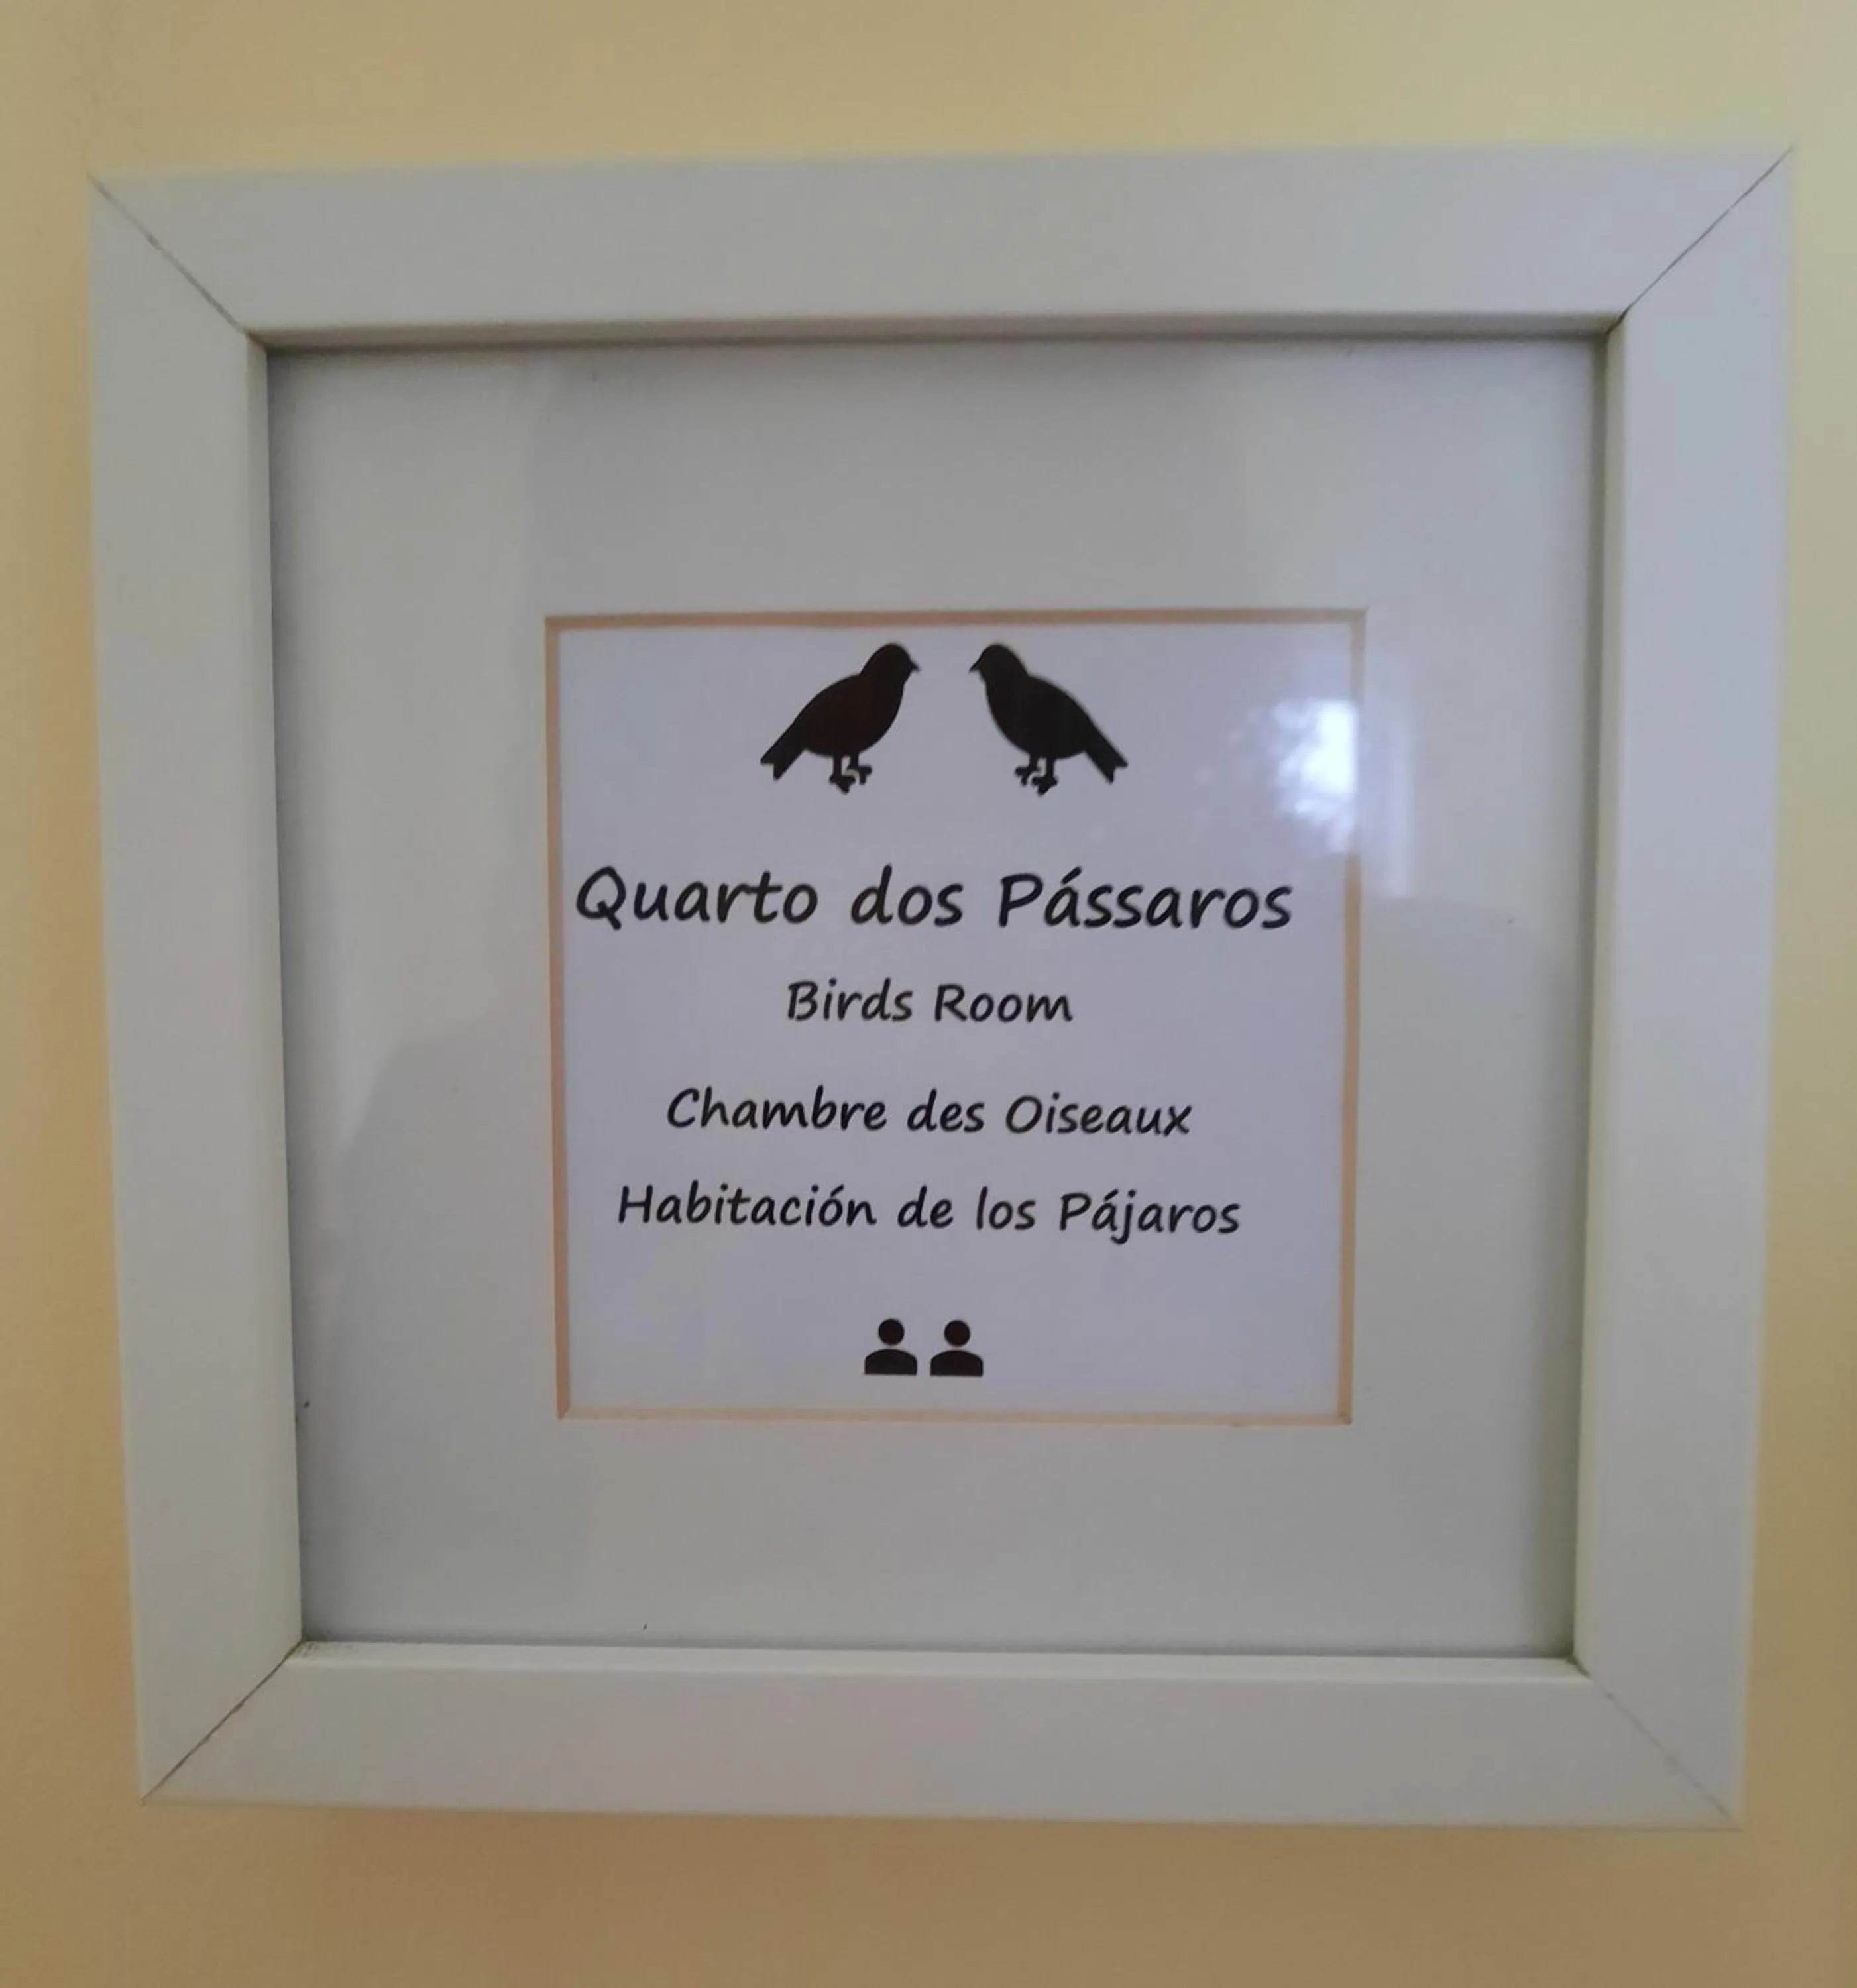 Quarto dos Pássaros
Birds Room
Chambre des Oiseaux
Habitación de los Pájaros